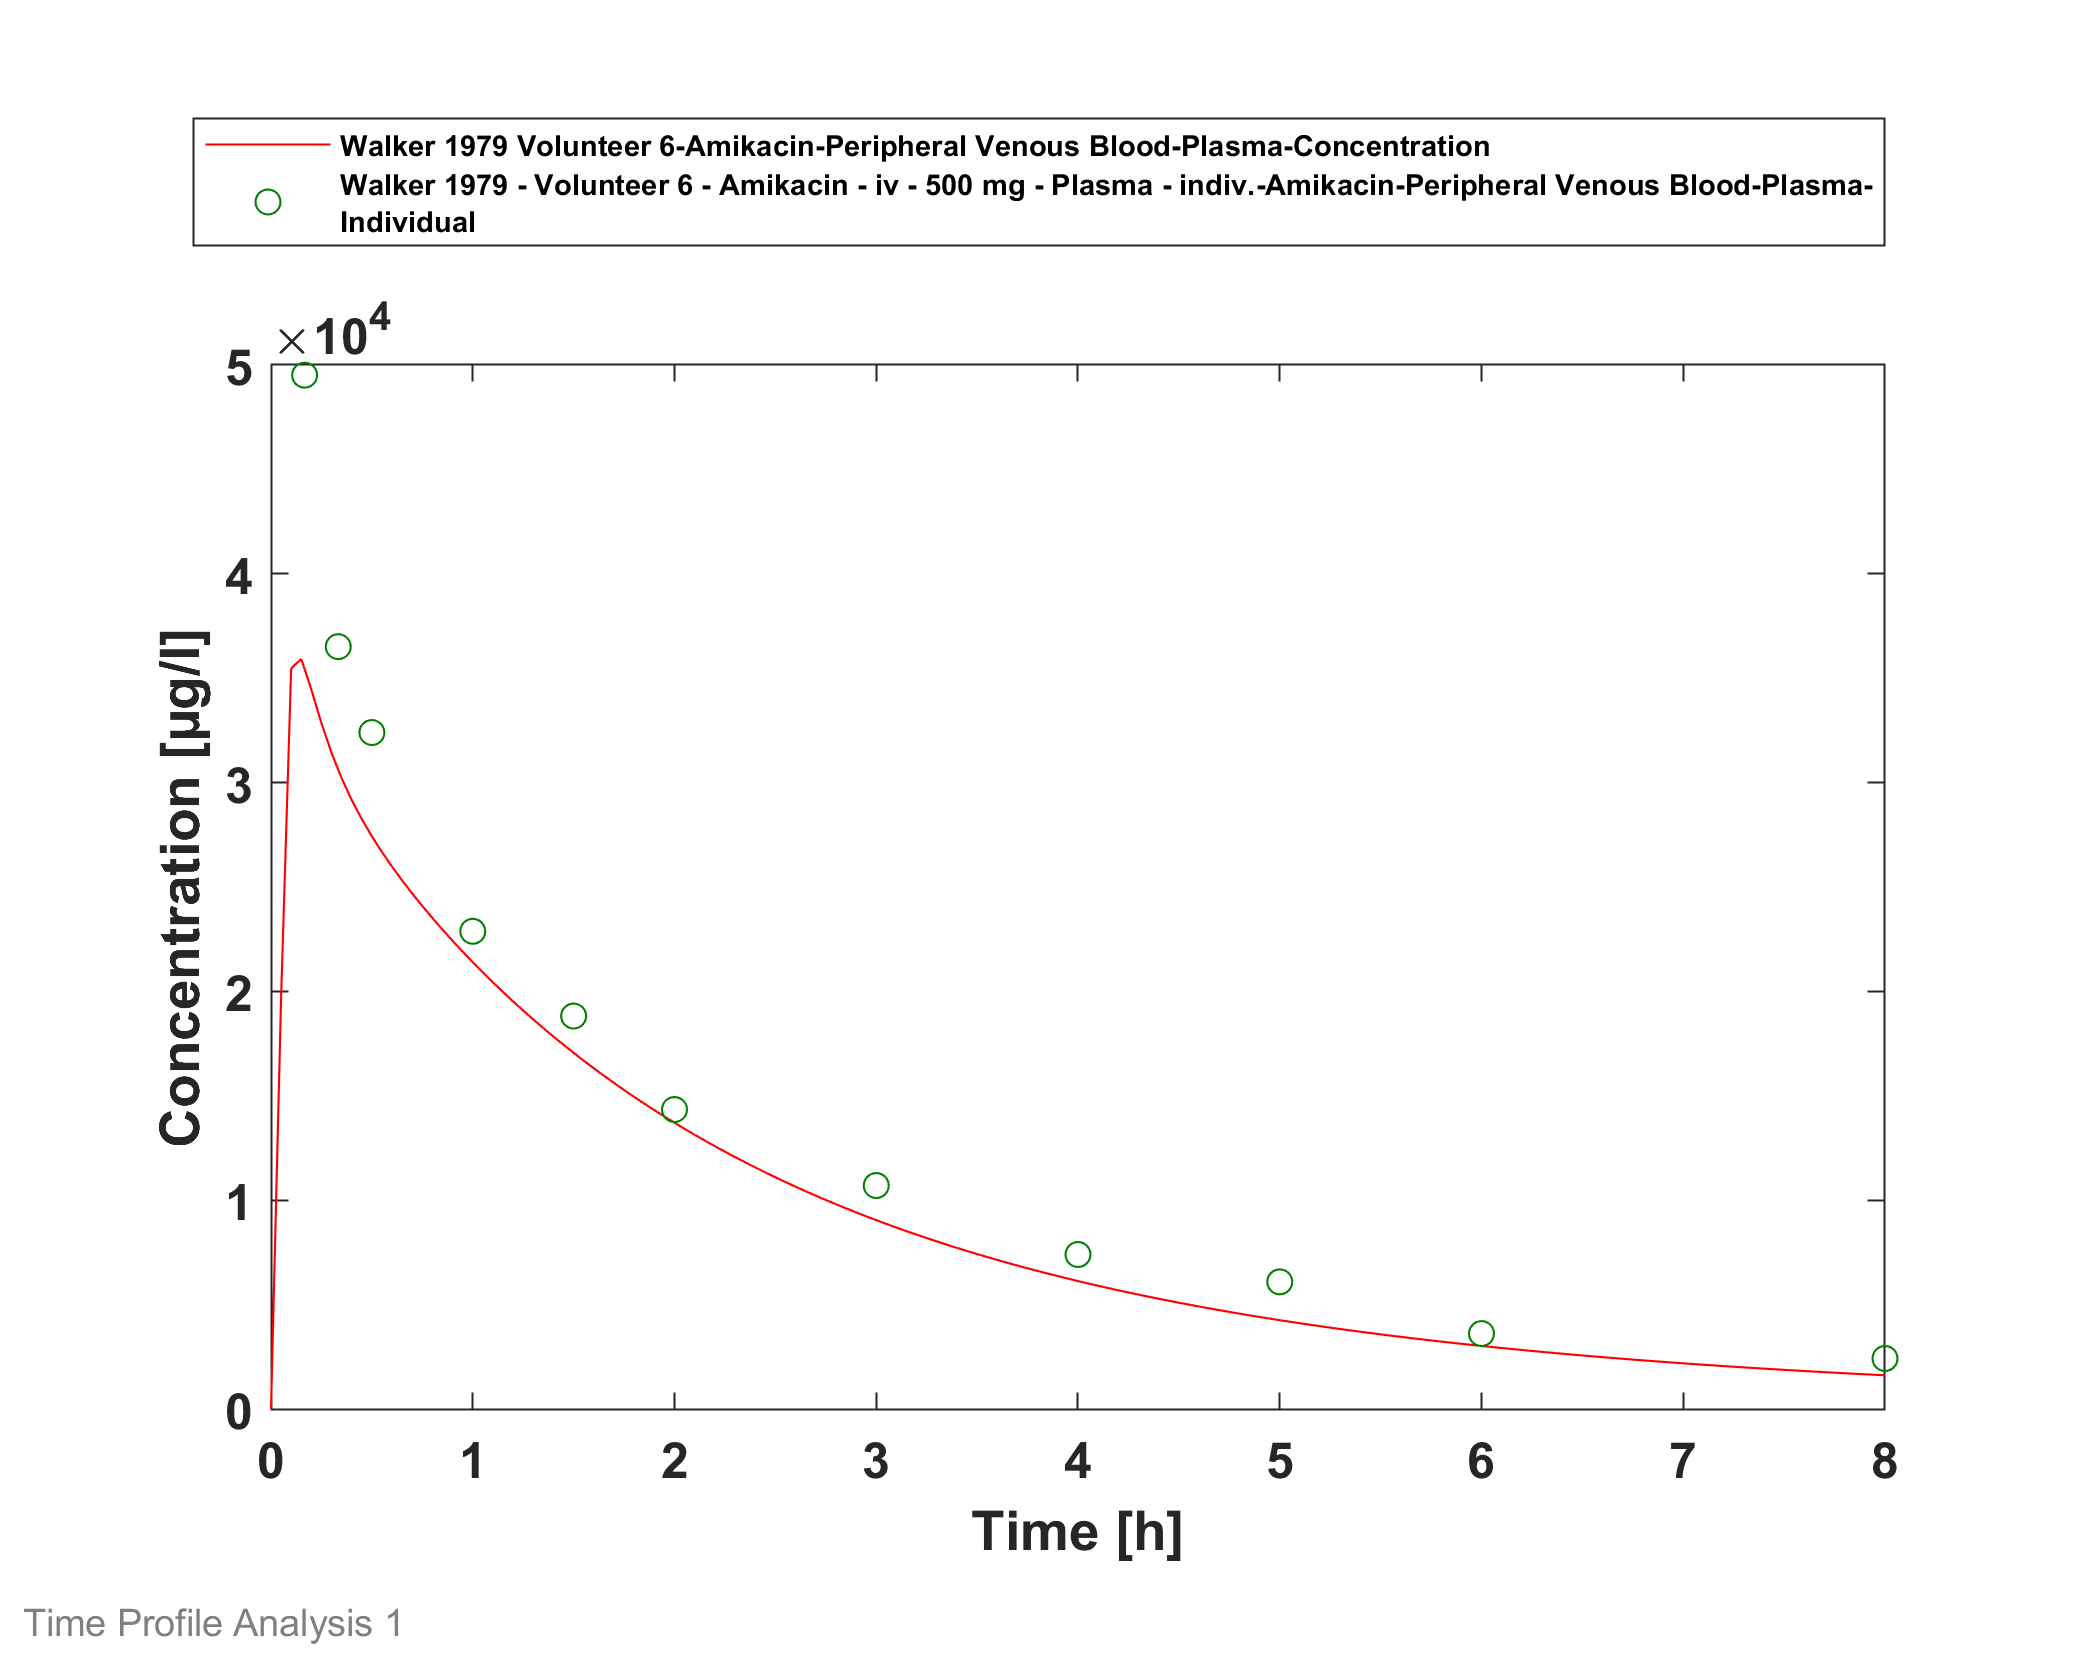 Walker 1979 Volunteer 6-Amikacin-Peripheral Venous Blood-Plasma-Concentration
Walker 1979 - Volunteer 6 - Amikacin - iv - 500 mg - Plasma - indiv.-Amikacin-Peripheral Venous Blood-Plasma-
Individual
×10⁴
5
4
3
2
1
0
Concentration [µg/l]
0 1 2 3 4 5 6 7 8
Time [h]
Time Profile Analysis 1